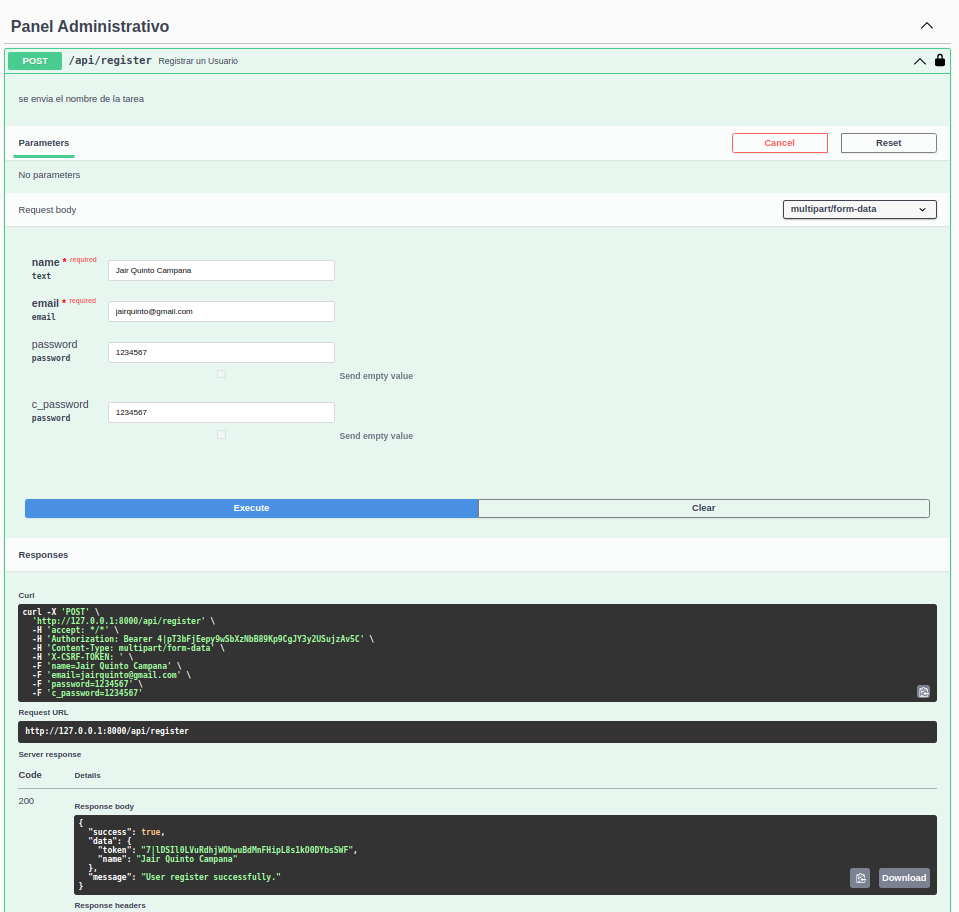 Panel Administrativo
POST /api/register Registrar un Usuario
se envia el nombre de la tarea
Parameters Cancel Reset
No parameters
Request body multipart/form-data
name * required
text
Jair Quinto Campana
email * required
email
jairquinto@gmail.com
password
password
1234567
Send empty value
c_password
password
1234567
Send empty value
Execute Clear
Responses
Curl
curl -X 'POST' \
'http://127.0.0.1:8000/api/register' \
-H 'accept: */*' \
-H 'Authorization: Bearer 4|pT3bFjEepy9wSbXzNbB89Kp9CgJY3y2USujzAv5C' \
-H 'Content-Type: multipart/form-data' \
-H 'X-CSRF-TOKEN: ' \
-F 'name=Jair Quinto Campana' \
-F 'email=jairquinto@gmail.com' \
-F 'password=1234567' \
-F 'c_password=1234567'
Request URL
http://127.0.0.1:8000/api/register
Server response
Code Details
200
Response body
{
"success": true,
"data": {
"token": "7|lDSIl0LVuRdhjWOhwuBdMnFHipL8s1kO0DYbsSWF",
"name": "Jair Quinto Campana"
},
"message": "User register successfully."
}
Download
Response headers